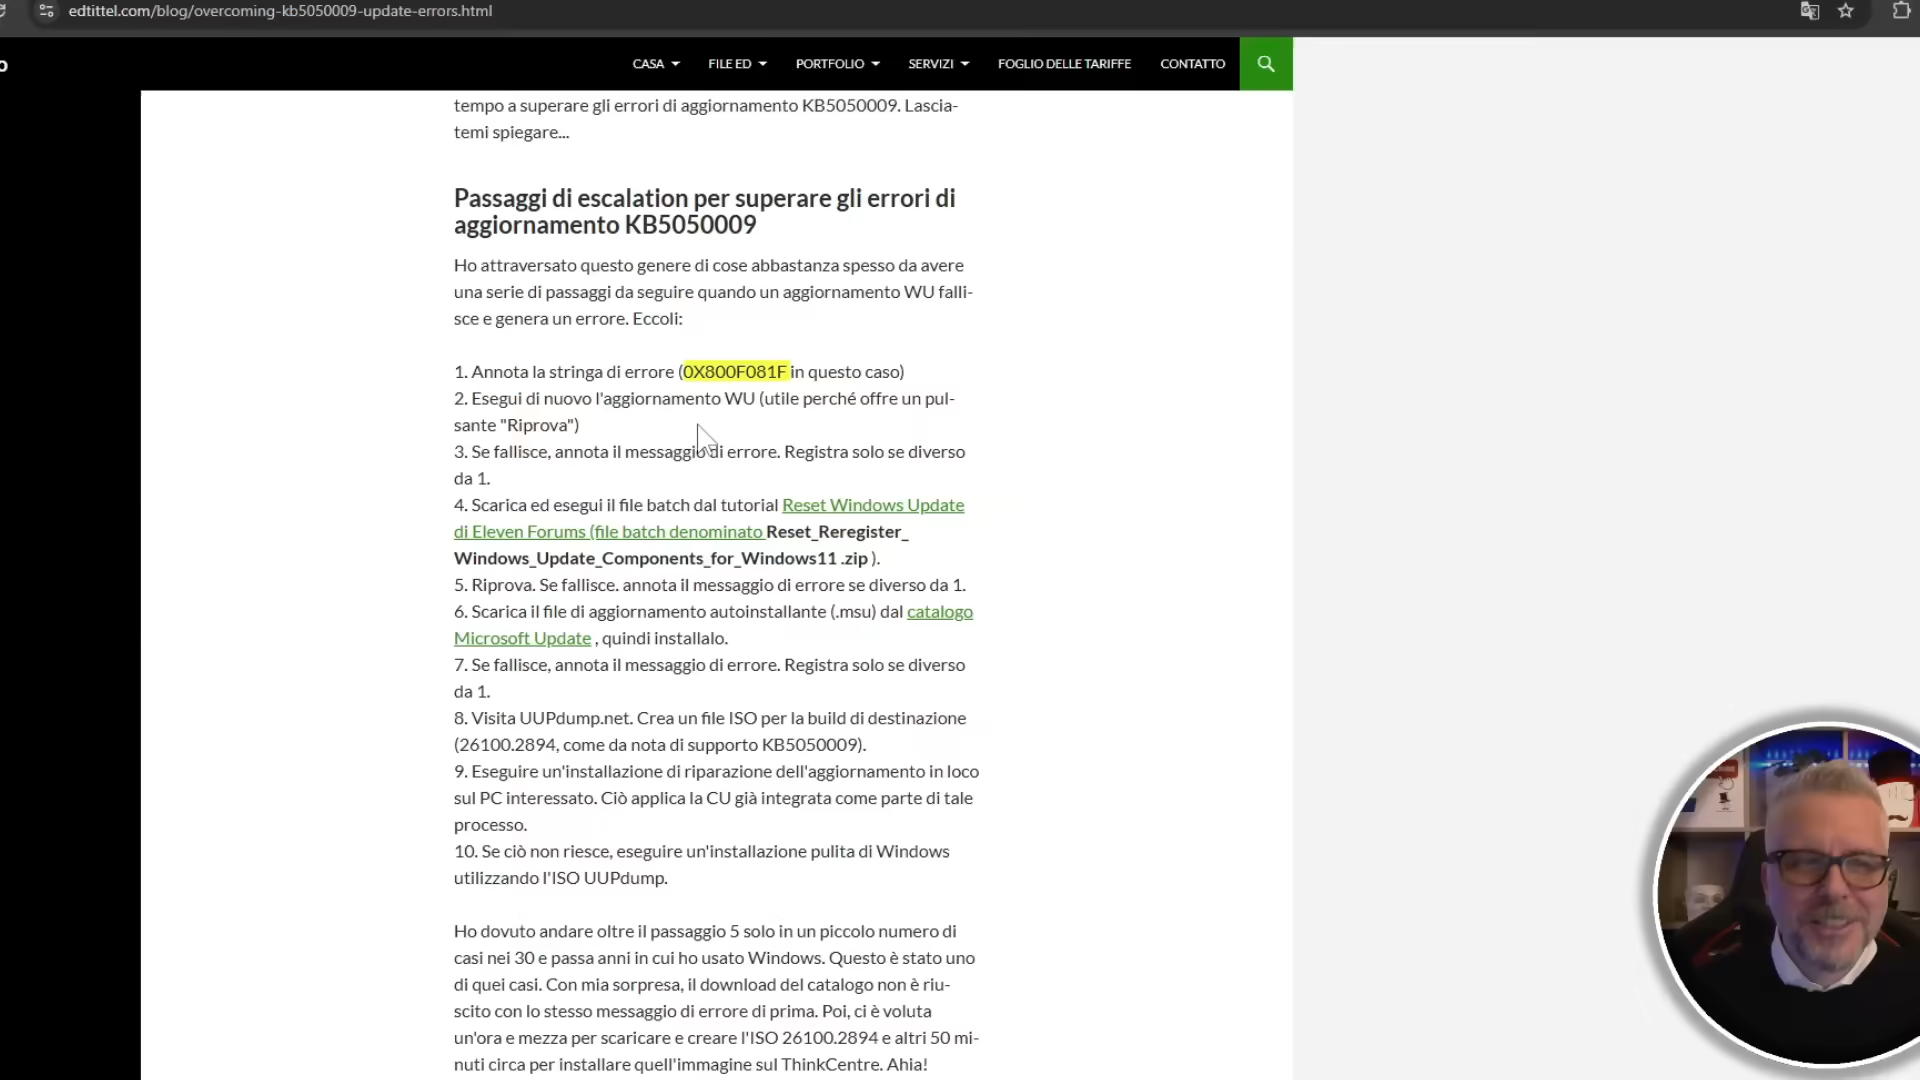 edtittel.com/blog/overcoming-kb5050009-update-errors.html
o
CASA
FILE ED
PORTFOLIO
SERVIZI
FOGLIO DELLE TARIFFE
CONTATTO
tempo a superare gli errori di aggiornamento KB5050009. Lascia-
temi spiegare...
Passaggi di escalation per superare gli errori di
aggiornamento KB5050009
Ho attraversato questo genere di cose abbastanza spesso da avere
una serie di passaggi da seguire quando un aggiornamento WU falli-
sce e genera un errore. Eccoli:
1. Annota la stringa di errore (0X800F081F in questo caso)
2. Esegui di nuovo l'aggiornamento WU (utile perché offre un pul-
sante "Riprova")
3. Se fallisce, annota il messaggio di errore. Registra solo se diverso
da 1.
4. Scarica ed esegui il file batch dal tutorial Reset Windows Update
di Eleven Forums (file batch denominato Reset_Reregister_
Windows_Update_Components_for_Windows11 .zip ).
5. Riprova. Se fallisce. annota il messaggio di errore se diverso da 1.
6. Scarica il file di aggiornamento autoinstallante (.msu) dal catalogo
Microsoft Update , quindi installalo.
7. Se fallisce, annota il messaggio di errore. Registra solo se diverso
da 1.
8. Visita UUPdump.net. Crea un file ISO per la build di destinazione
(26100.2894, come da nota di supporto KB5050009).
9. Eseguire un'installazione di riparazione dell'aggiornamento in loco
sul PC interessato. Ciò applica la CU già integrata come parte di tale
processo.
10. Se ciò non riesce, eseguire un'installazione pulita di Windows
utilizzando l'ISO UUPdump.
Ho dovuto andare oltre il passaggio 5 solo in un piccolo numero di
casi nei 30 e passa anni in cui ho usato Windows. Questo è stato uno
di quei casi. Con mia sorpresa, il download del catalogo non è riu-
scito con lo stesso messaggio di errore di prima. Poi, ci è voluta
un'ora e mezza per scaricare e creare l'ISO 26100.2894 e altri 50 mi-
nuti circa per installare quell'immagine sul ThinkCentre. Ahia!